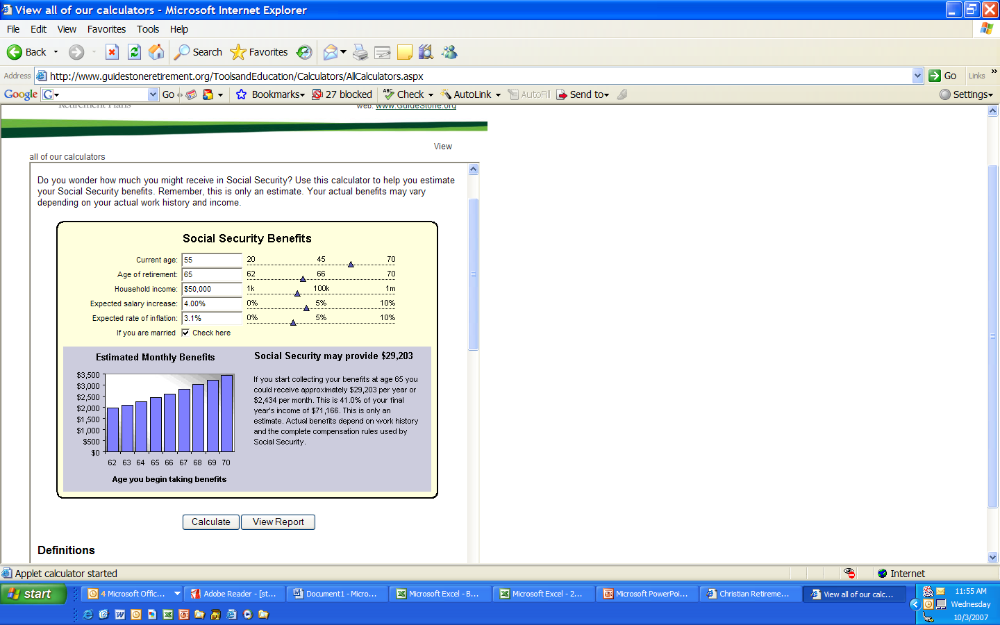 View all of our calculators - Microsoft Internet Explorer
File Edit View Favorites Tools Help
Back Search Favorites
Address http://www.guidestoneretirement.org/ToolsandEducation/Calculators/AllCalculators.aspx Go Links »
Google G Go Bookmarks 27 blocked ABC Check AutoLink AutoFill Send to Settings
Retirement Plans web: www.GuideStone.org
View
all of our calculators
Do you wonder how much you might receive in Social Security? Use this calculator to help you estimate
your Social Security benefits. Remember, this is only an estimate. Your actual benefits may vary
depending on your actual work history and income.
Social Security Benefits
Current age: 55 20 45 70
Age of retirement: 65 62 66 70
Household income: $50,000 1k 100k 1m
Expected salary increase: 4.00% 0% 5% 10%
Expected rate of inflation: 3.1% 0% 5% 10%
If you are married Check here
Estimated Monthly Benefits
$3,500
$3,000
$2,500
$2,000
$1,500
$1,000
$500
$0
62 63 64 65 66 67 68 69 70
Age you begin taking benefits
Social Security may provide $29,203
If you start collecting your benefits at age 65 you
could receive approximately $29,203 per year or
$2,434 per month. This is 41.0% of your final
year's income of $71,166. This is only an
estimate. Actual benefits depend on work history
and the complete compensation rules used by
Social Security.
Calculate View Report
Definitions
Applet calculator started Internet
start 4 Microsoft Offic... Adobe Reader - [st... Document1 - Micro... Microsoft Excel - B... Microsoft Excel - 2... Microsoft PowerPoi... Christian Retireme... View all of our calc...
11:55 AM
Wednesday
10/3/2007